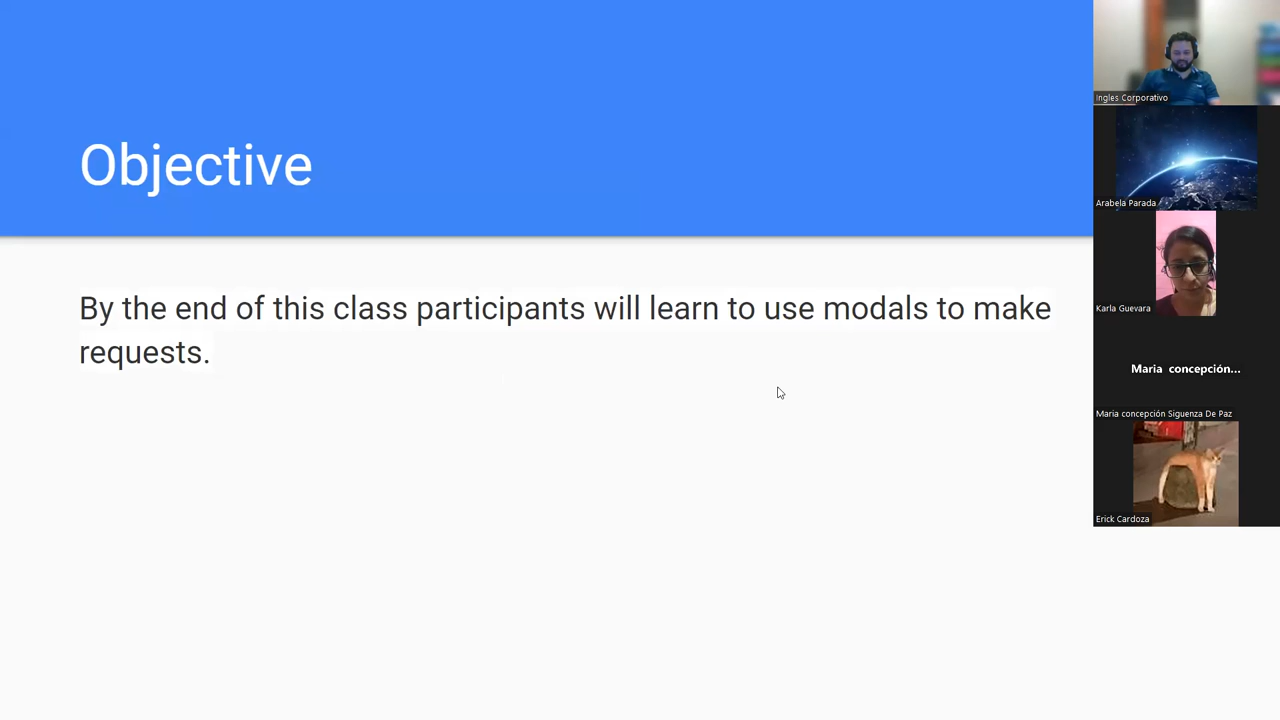 Objective
By the end of this class participants will learn to use modals to make
requests.
Ingles Corporativo
Arabela Parada
Karla Guevara
Maria concepción...
Maria concepción Siguenza De Paz
Erick Cardoza